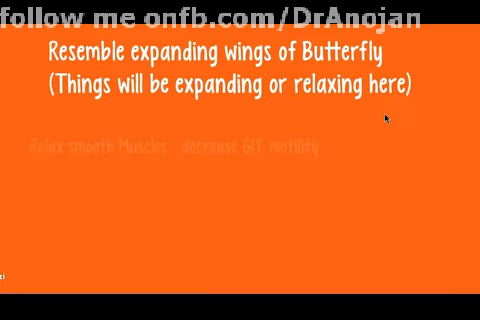 follow me onfb.com/DrAnojan
Resemble expanding wings of Butterfly
(Things will be expanding or relaxing here)
Relax smooth Muscles decrease GIT motility